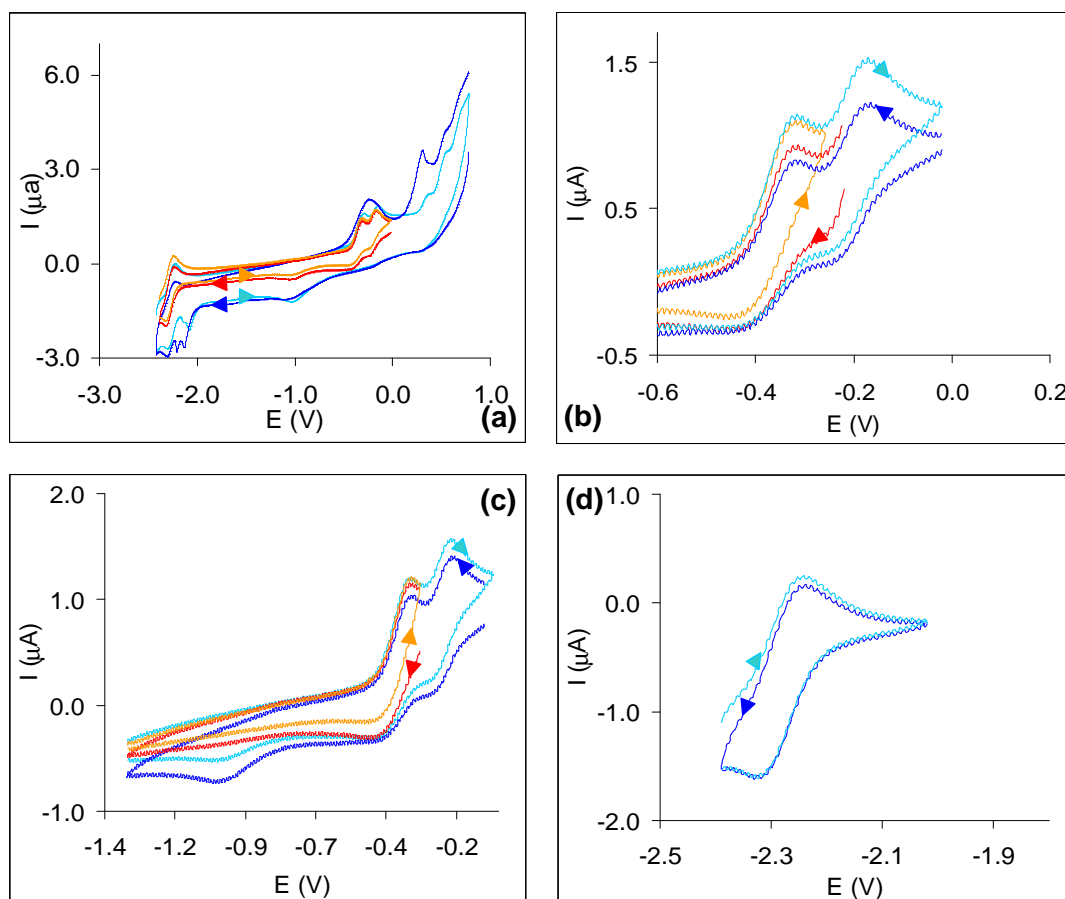 6.0
3.0
0.0
-3.0
I (μa)
-3.0 -2.0 -1.0 0.0 1.0
E (V)
(a)
1.5
0.5
-0.5
I (μA)
-0.6 -0.4 -0.2 0.0 0.2
E (V)
(b)
2.0
1.0
0.0
-1.0
I (μA)
-1.4 -1.2 -0.9 -0.7 -0.4 -0.2
E (V)
(c)
1.0
0.0
-1.0
-2.0
I (μA)
-2.5 -2.3 -2.1 -1.9
E (V)
(d)